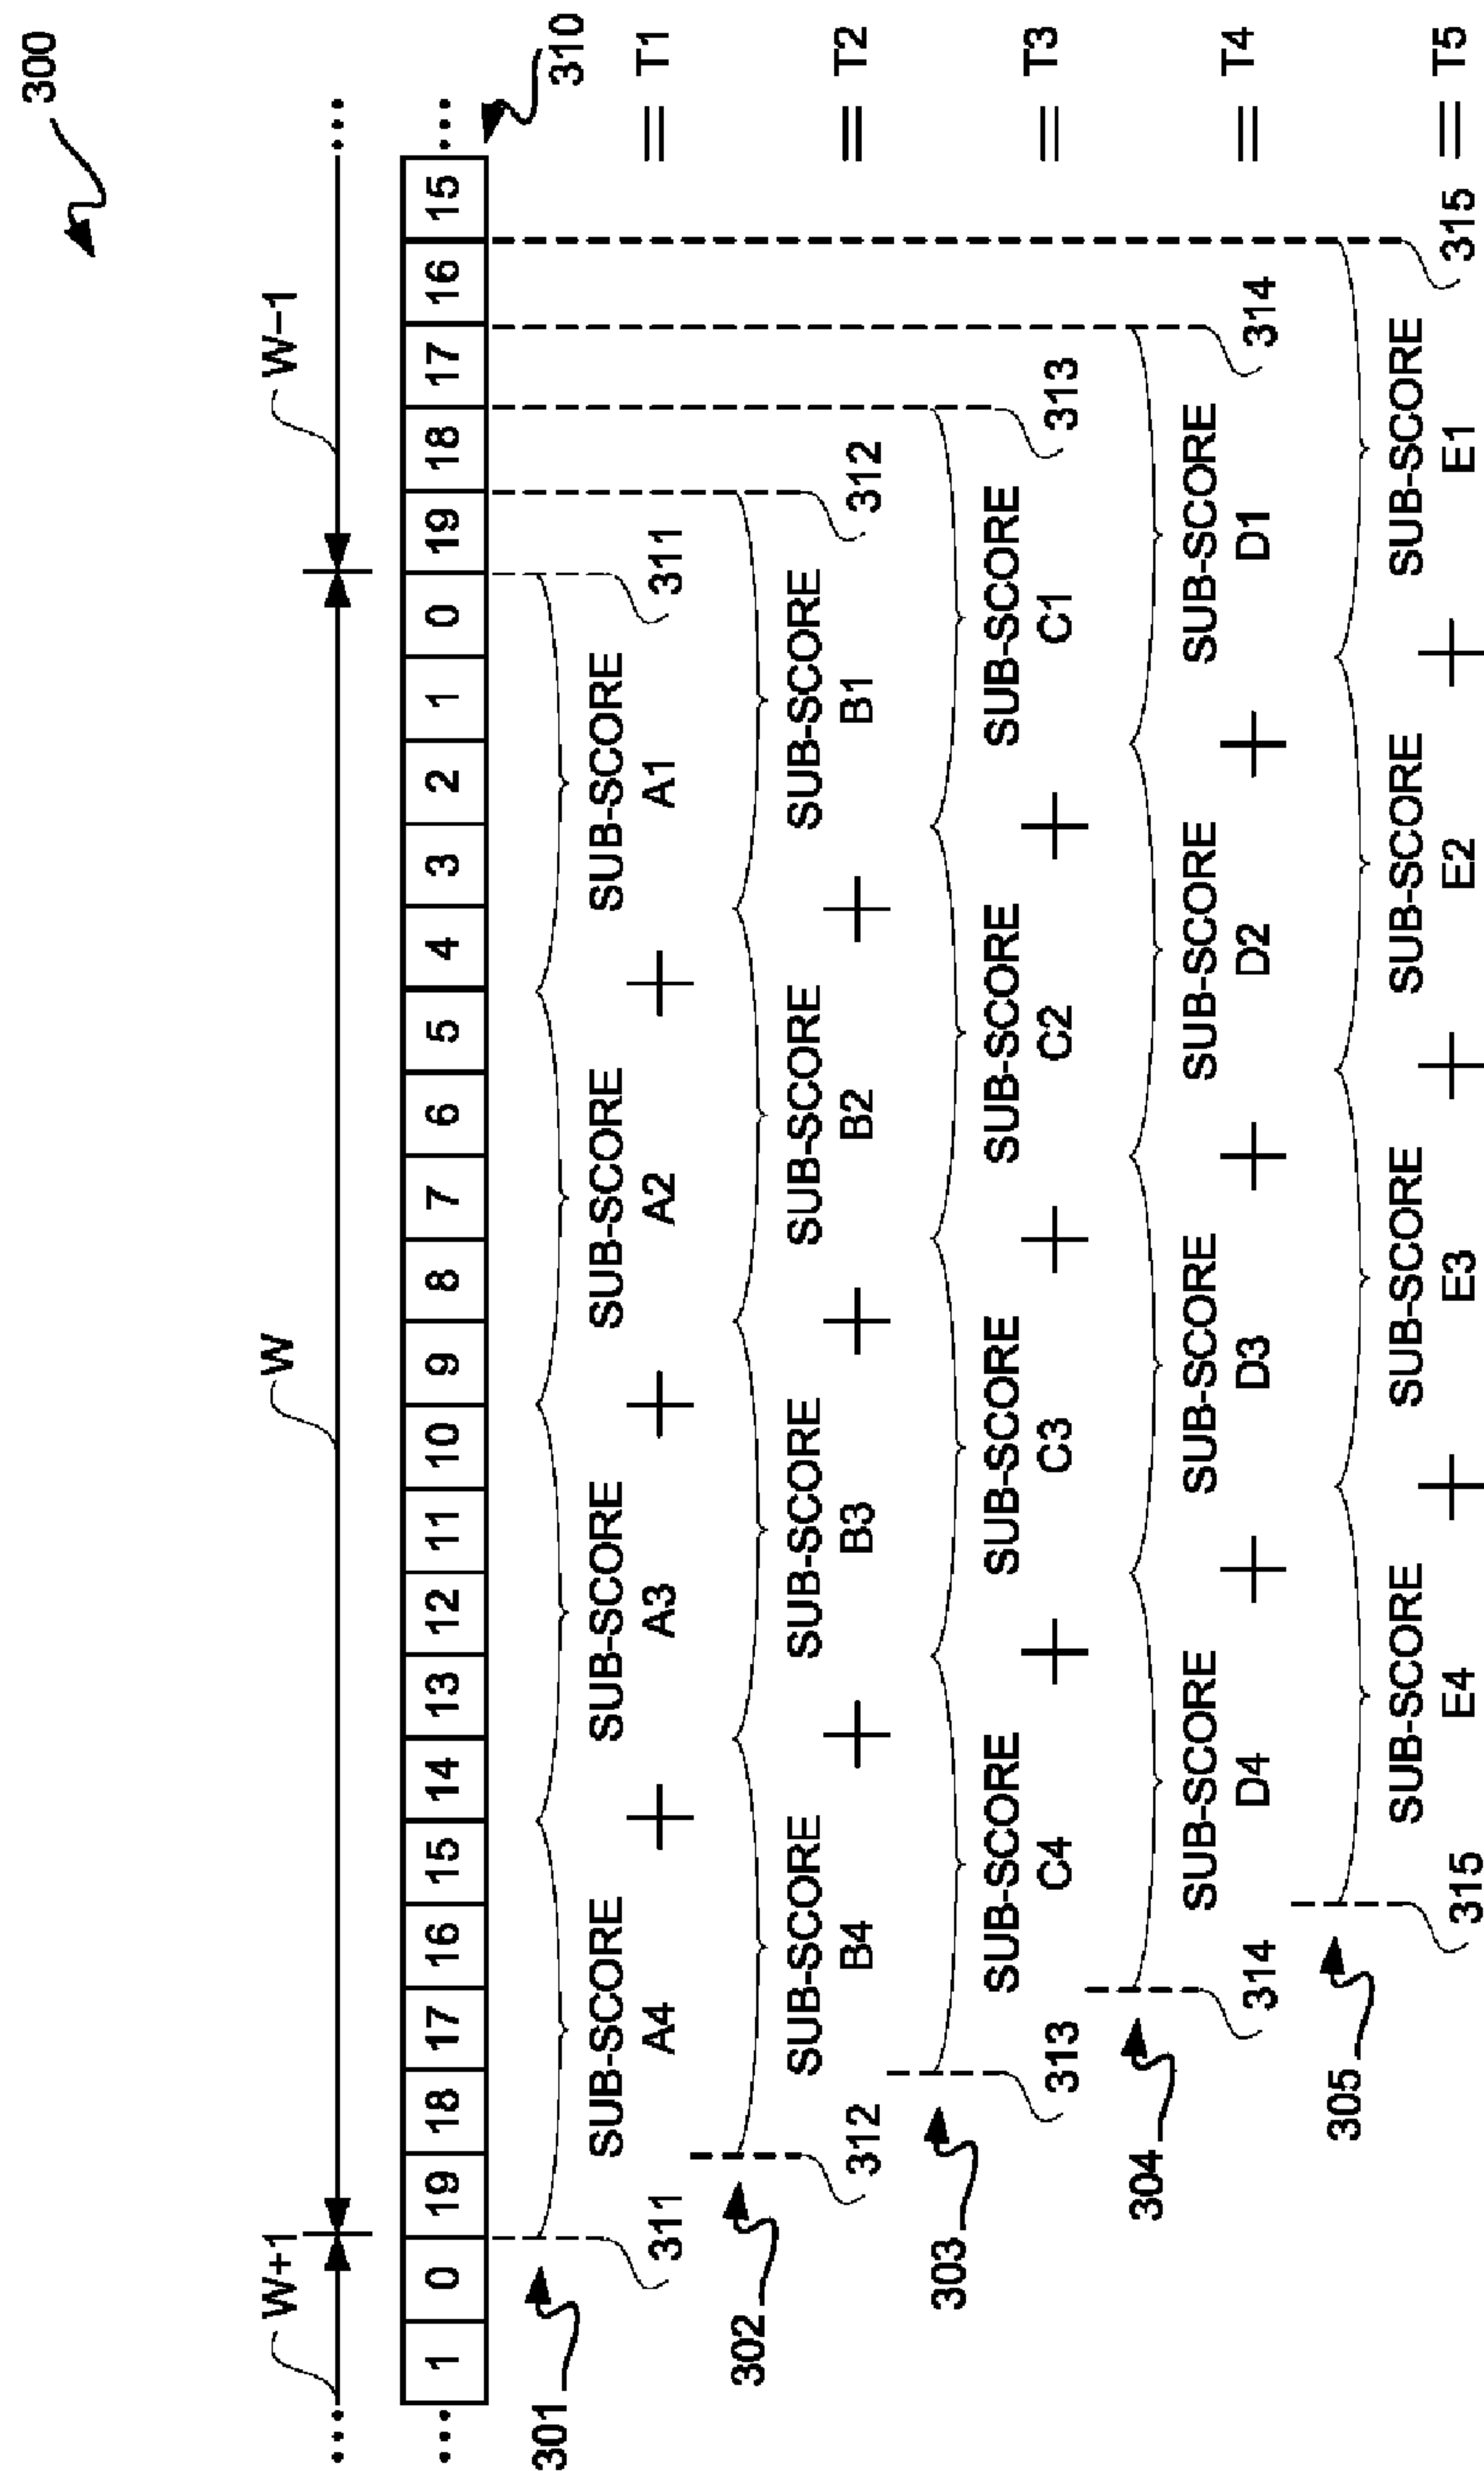 300
W+1 W W-1
... ...
... 1 0 19 18 17 16 15 14 13 12 11 10 9 8 7 6 5 4 3 2 1 0 19 18 17 16 15 ...
310
301
SUB-SCORE SUB-SCORE SUB-SCORE SUB-SCORE
A4 + A3 + A2 + A1 = T1
311 311
302
SUB-SCORE SUB-SCORE SUB-SCORE SUB-SCORE
B4 + B3 + B2 + B1 = T2
312 312
303
SUB-SCORE SUB-SCORE SUB-SCORE SUB-SCORE
C4 + C3 + C2 + C1 = T3
313 313
304
SUB-SCORE SUB-SCORE SUB-SCORE SUB-SCORE
D4 + D3 + D2 + D1 = T4
314 314
305
SUB-SCORE SUB-SCORE SUB-SCORE SUB-SCORE
E4 + E3 + E2 + E1 = T5
315 315